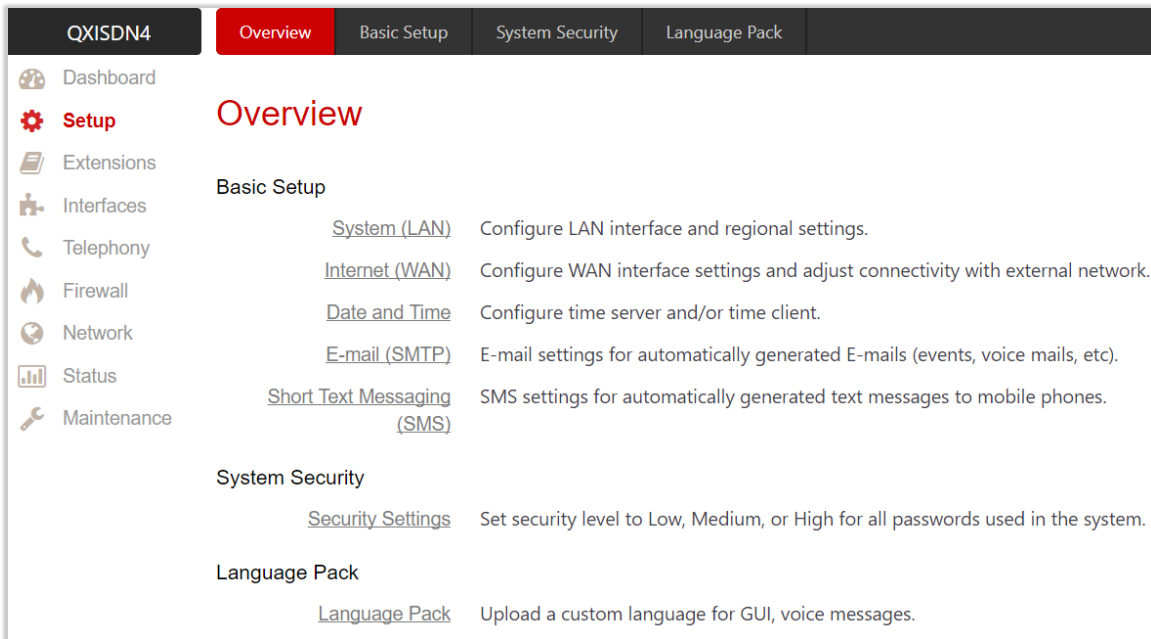 QXISDN4
Overview
Basic Setup
System Security
Language Pack
Dashboard
Setup
Extensions
Interfaces
Telephony
Firewall
Network
Status
Maintenance
Overview
Basic Setup
System (LAN) Configure LAN interface and regional settings.
Internet (WAN) Configure WAN interface settings and adjust connectivity with external network.
Date and Time Configure time server and/or time client.
E-mail (SMTP) E-mail settings for automatically generated E-mails (events, voice mails, etc).
Short Text Messaging SMS settings for automatically generated text messages to mobile phones.
(SMS)
System Security
Security Settings Set security level to Low, Medium, or High for all passwords used in the system.
Language Pack
Language Pack Upload a custom language for GUI, voice messages.